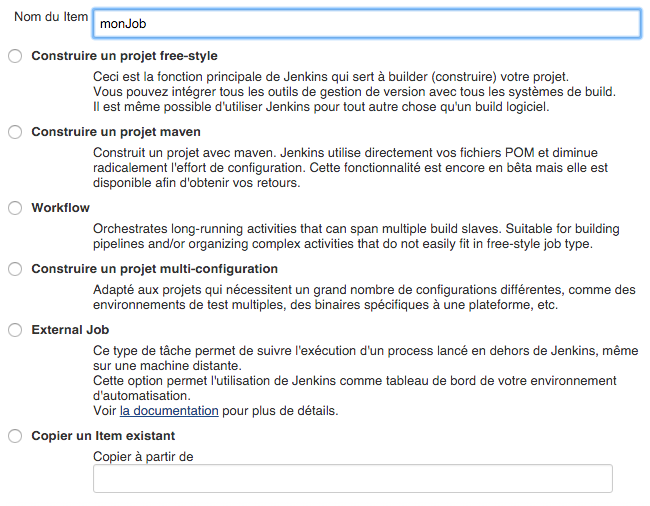 Nom du Item monJob
Construire un projet free-style
Ceci est la fonction principale de Jenkins qui sert à builder (construire) votre projet.
Vous pouvez intégrer tous les outils de gestion de version avec tous les systèmes de build.
Il est même possible d'utiliser Jenkins pour tout autre chose qu'un build logiciel.
Construire un projet maven
Construit un projet avec maven. Jenkins utilise directement vos fichiers POM et diminue
radicalement l'effort de configuration. Cette fonctionnalité est encore en bêta mais elle est
disponible afin d'obtenir vos retours.
Workflow
Orchestrates long-running activities that can span multiple build slaves. Suitable for building
pipelines and/or organizing complex activities that do not easily fit in free-style job type.
Construire un projet multi-configuration
Adapté aux projets qui nécessitent un grand nombre de configurations différentes, comme des
environnements de test multiples, des binaires spécifiques à une plateforme, etc.
External Job
Ce type de tâche permet de suivre l'exécution d'un process lancé en dehors de Jenkins, même
sur une machine distante.
Cette option permet l'utilisation de Jenkins comme tableau de bord de votre environnement
d'automatisation.
Voir la documentation pour plus de détails.
Copier un Item existant
Copier à partir de